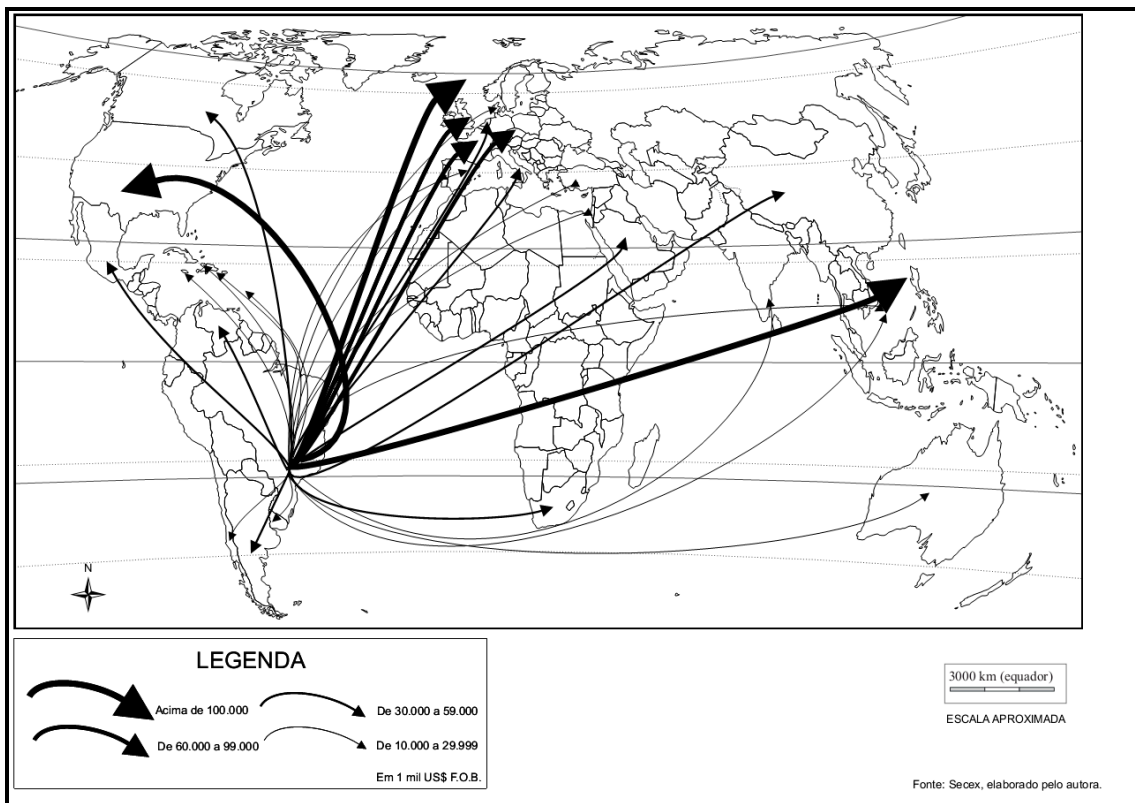 N
LEGENDA
Acima de 100.000
De 30.000 a 59.000
De 60.000 a 99.000
De 10.000 a 29.999
Em 1 mil US$ F.O.B.
3000 km (equador)
ESCALA APROXIMADA
Fonte: Secex, elaborado pelo autora.